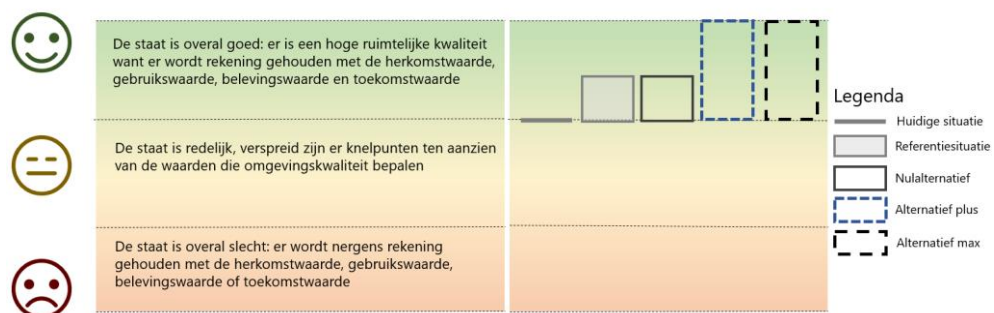 De staat is overal goed: er is een hoge ruimtelijke kwaliteit
want er wordt rekening gehouden met de herkomstwaarde,
gebruikswaarde, belevingswaarde en toekomstwaarde
De staat is redelijk, verspreid zijn er knelpunten ten aanzien
van de waarden die omgevingskwaliteit bepalen
De staat is overal slecht: er wordt nergens rekening
gehouden met de herkomstwaarde, gebruikswaarde,
belevingswaarde of toekomstwaarde
Legenda
Huidige situatie
Referentiesituatie
Nulalternatief
Alternatief plus
Alternatief max